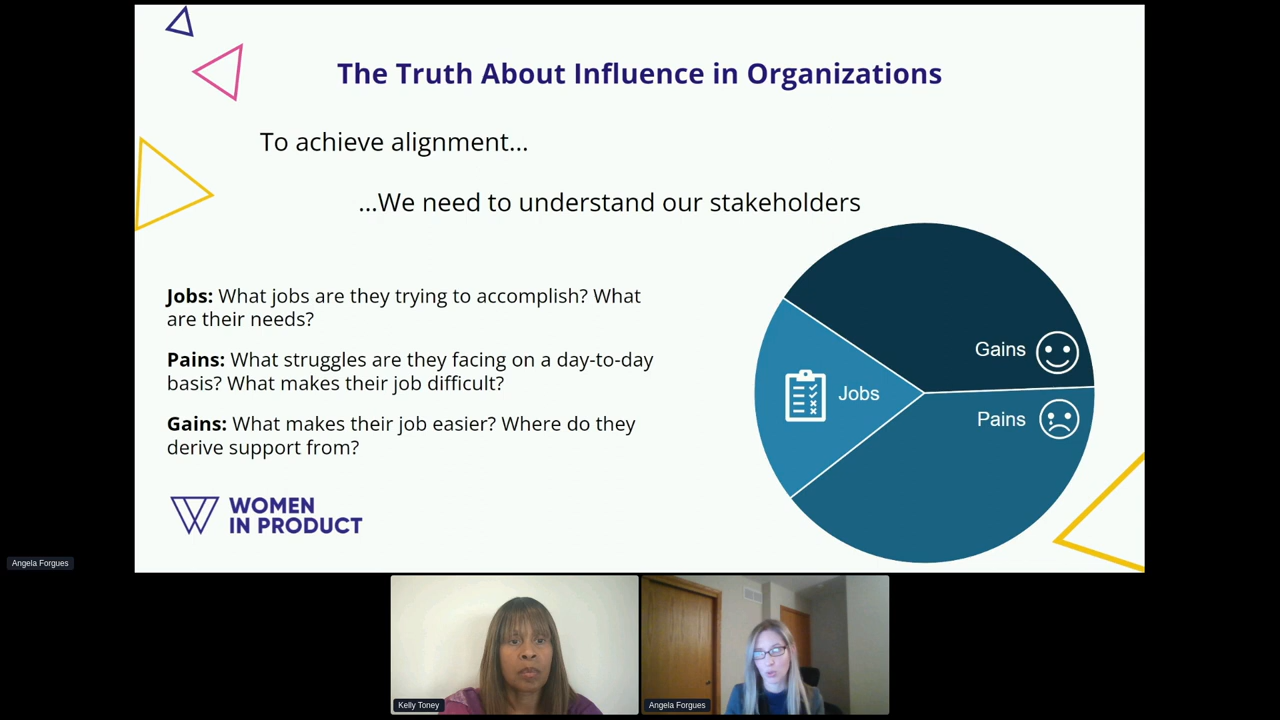 The Truth About Influence in Organizations
To achieve alignment...
...We need to understand our stakeholders
Jobs: What jobs are they trying to accomplish? What
are their needs?
Pains: What struggles are they facing on a day-to-day
basis? What makes their job difficult?
Gains: What makes their job easier? Where do they
derive support from?
Gains
Jobs
Pains
WOMEN
IN PRODUCT
Angela Forgues
Kelly Toney
Angela Forgues